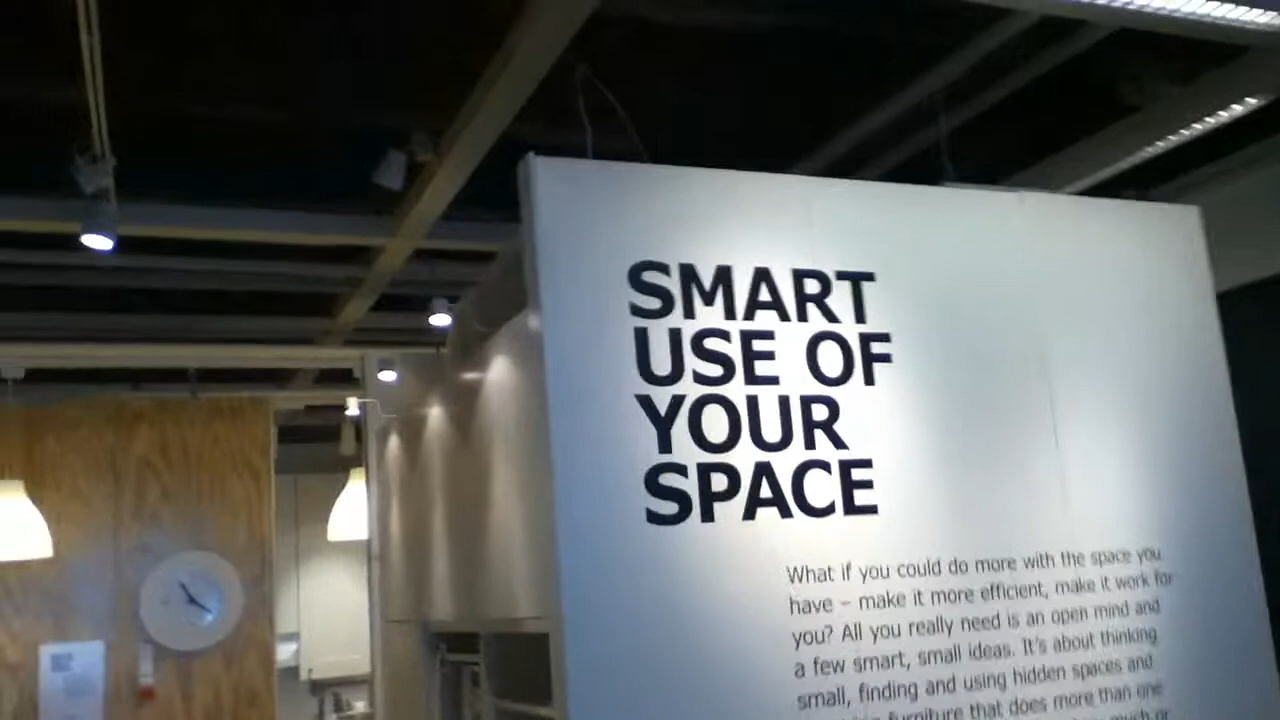 SMART
USE OF
YOUR
SPACE
What if you could do more with the space you
have – make it more efficient, make it work for
you? All you really need is an open mind and
a few smart, small ideas. It's about thinking
small, finding and using hidden spaces and
furniture that does more than one
much or